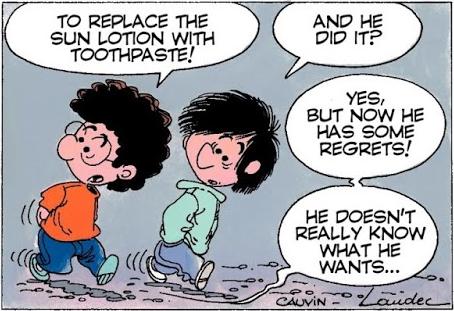 TO REPLACE THE
SUN LOTION WITH
TOOTHPASTE!
AND HE
DID IT?
YES,
BUT NOW HE
HAS SOME
REGRETS!
HE DOESN'T
REALLY KNOW
WHAT HE
WANTS...
CAUVIN - Laudec